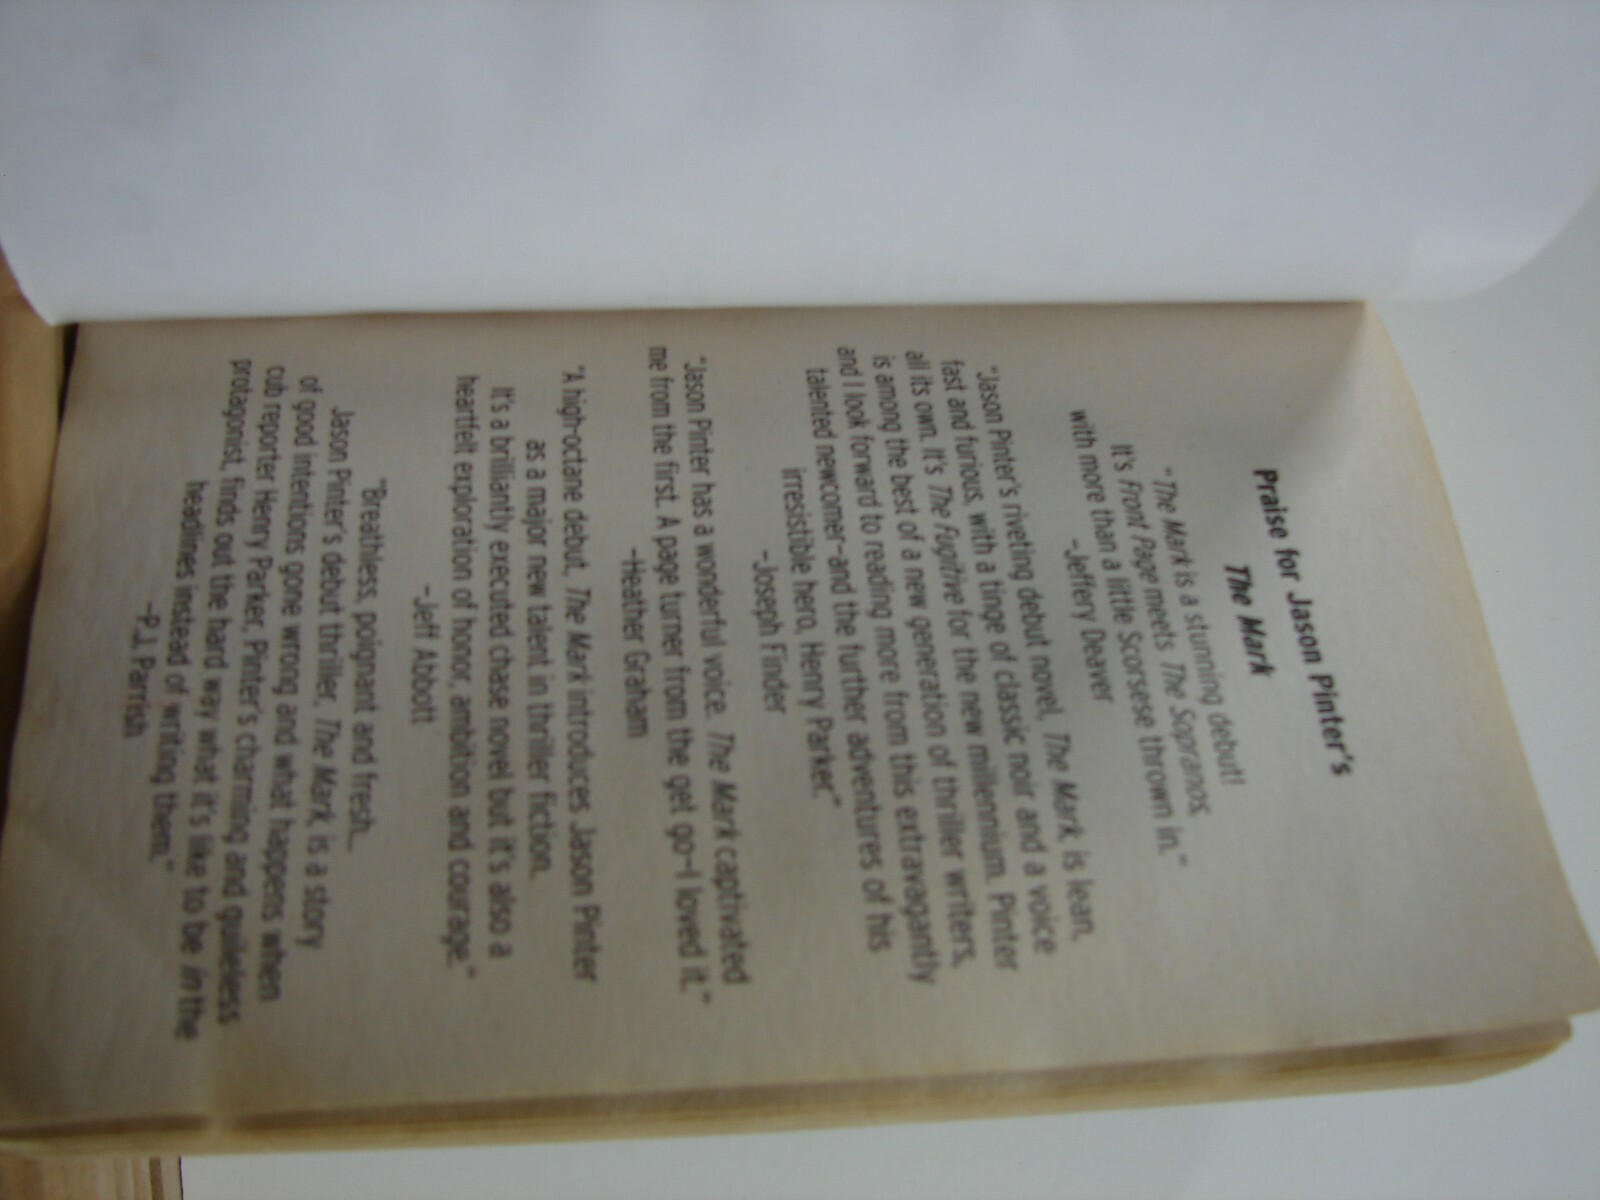 Praise for Jason Pinter's
The Mark
"The Mark is a stunning debut!
It's Front Page meets The Sopranos,
with more than a little Scorsese thrown in."
–Jeffery Deaver
"Jason Pinter's riveting debut novel, The Mark, is lean,
fast and furious, with a tinge of classic noir and a voice
all its own. It's The Fugitive for the new millennium. Pinter
is among the best of a new generation of thriller writers,
and I look forward to reading more from this extravagantly
talented newcomer–and the further adventures of his
irresistible hero, Henry Parker."
–Joseph Finder
"Jason Pinter has a wonderful voice. The Mark captivated
me from the first. A page turner from the get go–I loved it."
–Heather Graham
"A high-octane debut, The Mark introduces Jason Pinter
as a major new talent in thriller fiction.
It's a brilliantly executed chase novel but it's also a
heartfelt exploration of honor, ambition and courage."
–Jeff Abbott
"Breathless, poignant and fresh...
Jason Pinter's debut thriller, The Mark, is a story
of good intentions gone wrong and what happens when
cub reporter Henry Parker, Pinter's charming and guileless
protagonist, finds out the hard way what it's like to be in the
headlines instead of writing them."
–P.J. Parrish